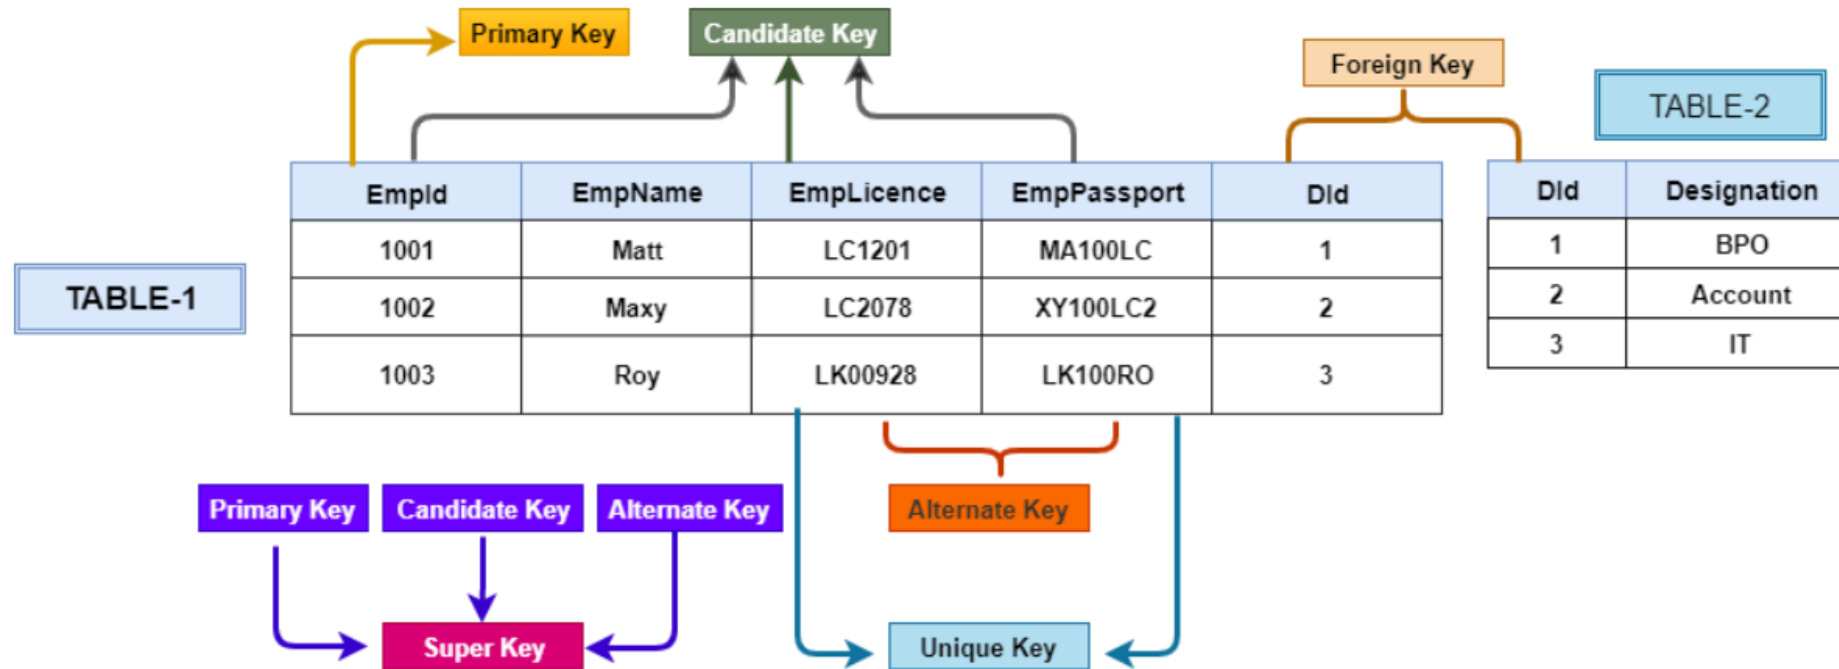 Primary Key
Candidate Key
Foreign Key
TABLE-2
EmpId EmpName EmpLicence EmpPassport DId
1001 Matt LC1201 MA100LC 1
1002 Maxy LC2078 XY100LC2 2
1003 Roy LK00928 LK100RO 3
DId Designation
1 BPO
2 Account
3 IT
TABLE-1
Primary Key Candidate Key Alternate Key
Alternate Key
Super Key
Unique Key